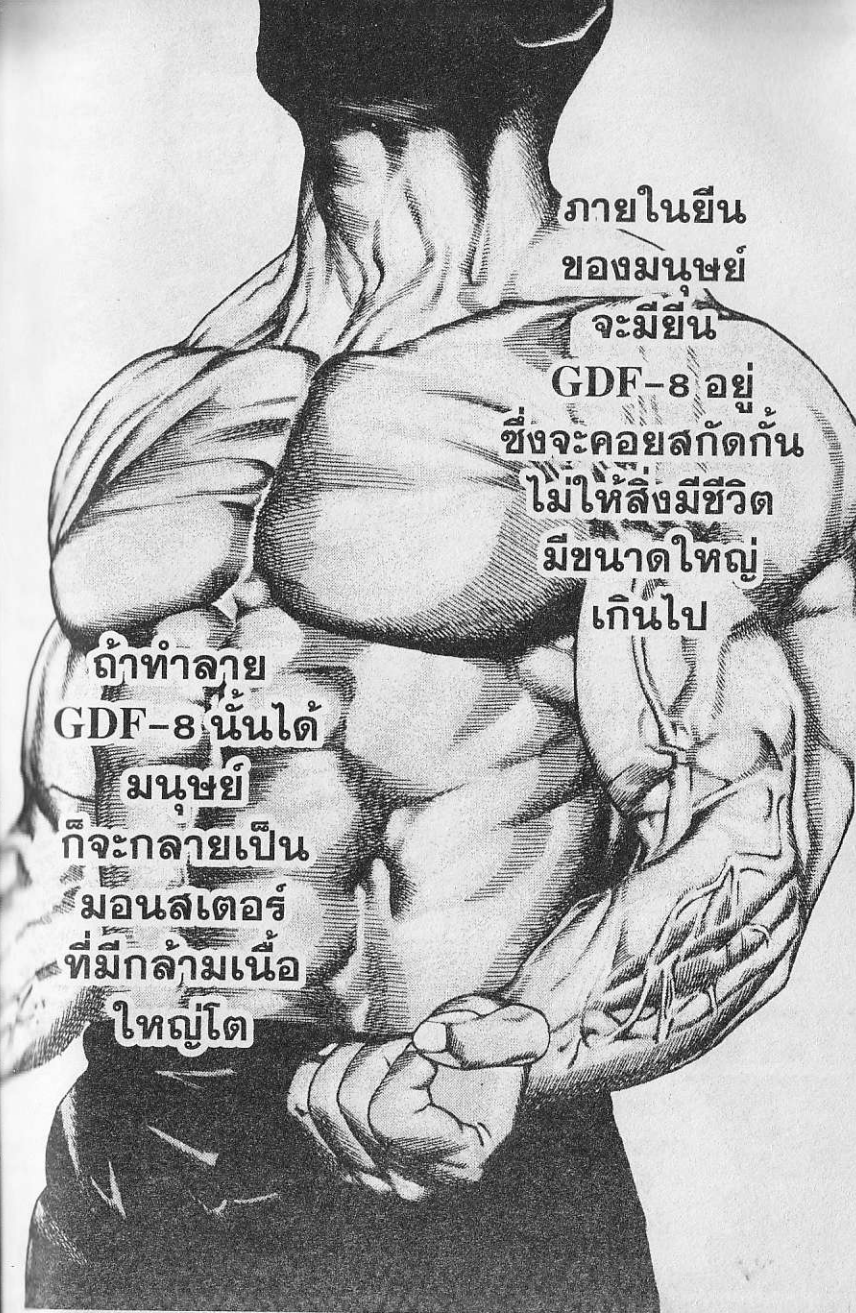 ภายในยีน
ของมนุษย์
จะมียีน
GDF-8 อยู่
ซึ่งจะคอยสกัดกั้น
ไม่ให้สิ่งมีชีวิต
มีขนาดใหญ่
เกินไป
ถ้าทำลาย
GDF-8 นั้นได้
มนุษย์
ก็จะกลายเป็น
มอนสเตอร์
ที่มีกล้ามเนื้อ
ใหญ่โต